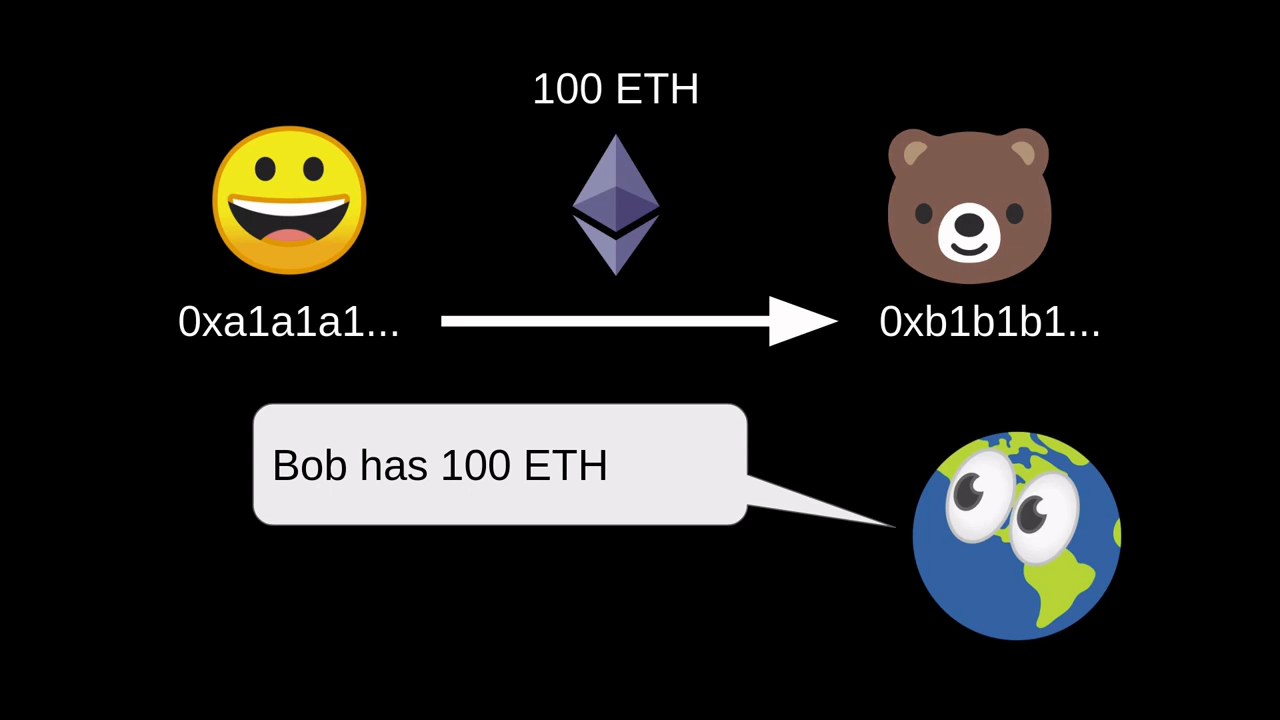 100 ETH
0xa1a1a1...
0xb1b1b1...
Bob has 100 ETH